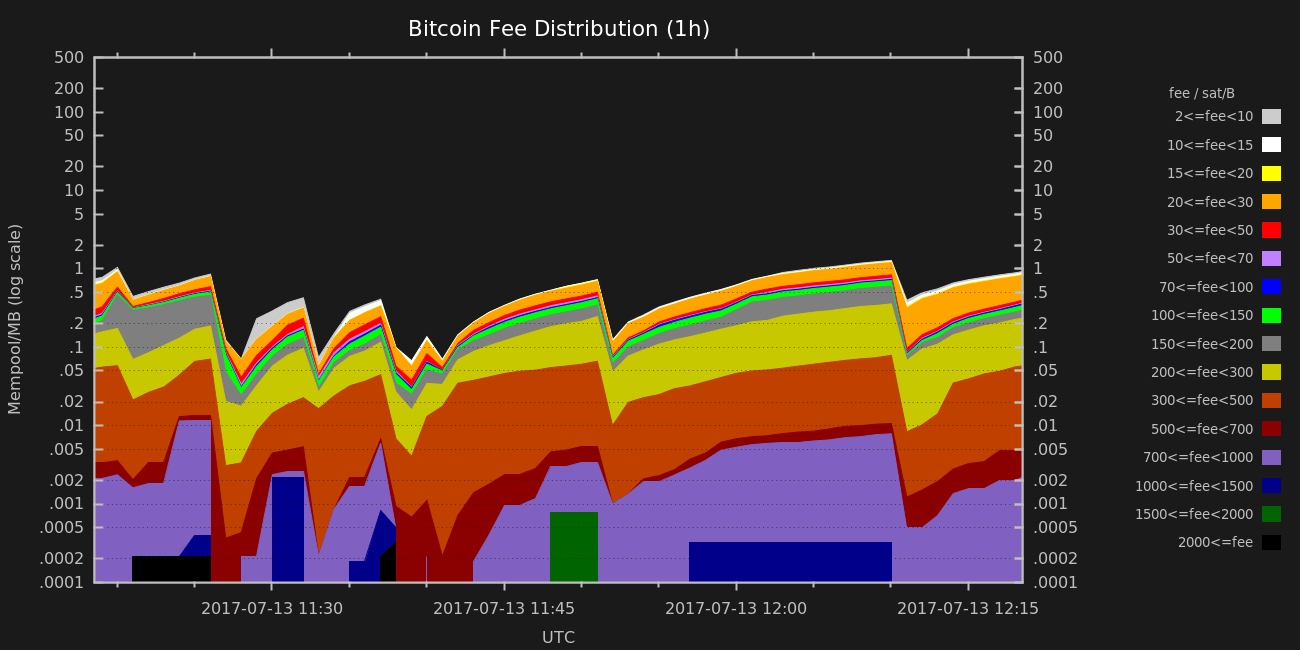 Bitcoin Fee Distribution (1h)
500 500
200 200
100 100
50 50
20 20
10 10
5 5
2 2
1 1
.5 .5
.2 .2
.1 .1
.05 .05
.02 .02
.01 .01
.005 .005
.002 .002
.001 .001
.0005 .0005
.0002 .0002
.0001 .0001
Mempool/MB (log scale)
2017-07-13 11:30 2017-07-13 11:45 2017-07-13 12:00 2017-07-13 12:15
UTC
fee / sat/B
2<=fee<10
10<=fee<15
15<=fee<20
20<=fee<30
30<=fee<50
50<=fee<70
70<=fee<100
100<=fee<150
150<=fee<200
200<=fee<300
300<=fee<500
500<=fee<700
700<=fee<1000
1000<=fee<1500
1500<=fee<2000
2000<=fee